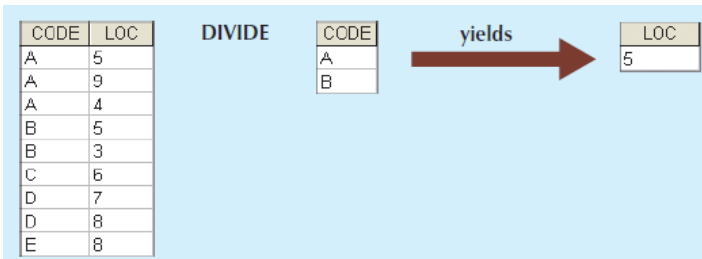 CODE LOC DIVIDE CODE yields LOC
A 5 A 5
A 9 B
A 4
B 5
B 3
C 6
D 7
D 8
E 8